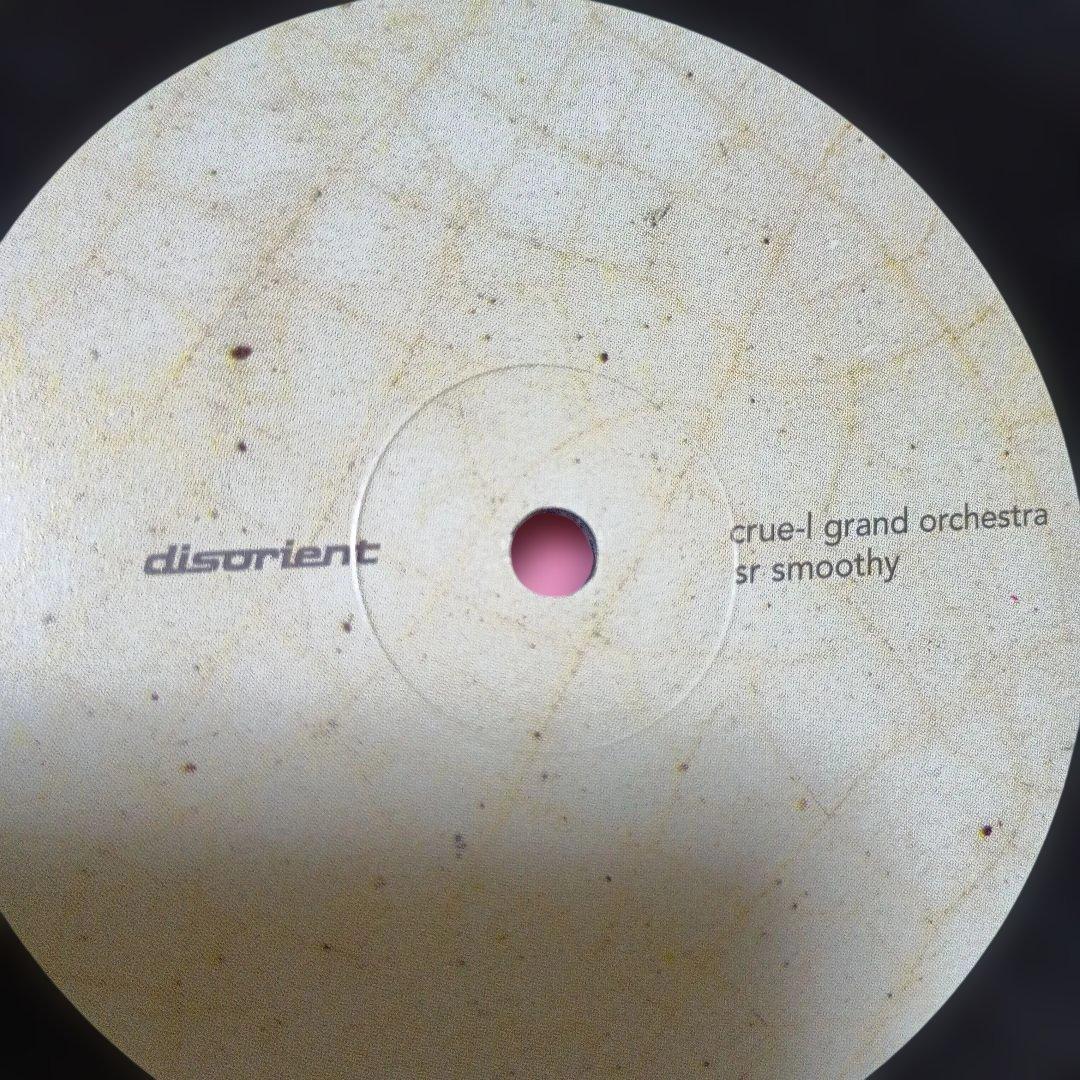 disorient
crue-l grand orchestra
sr smoothy